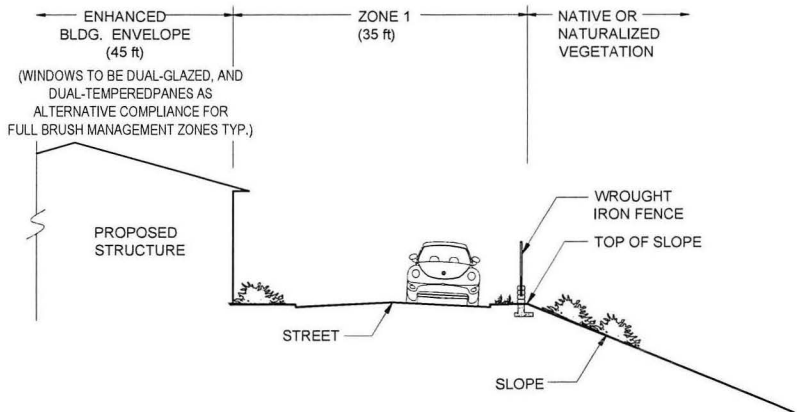 ENHANCED
BLDG. ENVELOPE
(45 ft)
(WINDOWS TO BE DUAL-GLAZED, AND
DUAL-TEMPEREDPANES AS
ALTERNATIVE COMPLIANCE FOR
FULL BRUSH MANAGEMENT ZONES TYP.)
ZONE 1
(35 ft)
NATIVE OR
NATURALIZED
VEGETATION
PROPOSED
STRUCTURE
WROUGHT
IRON FENCE
TOP OF SLOPE
STREET
SLOPE